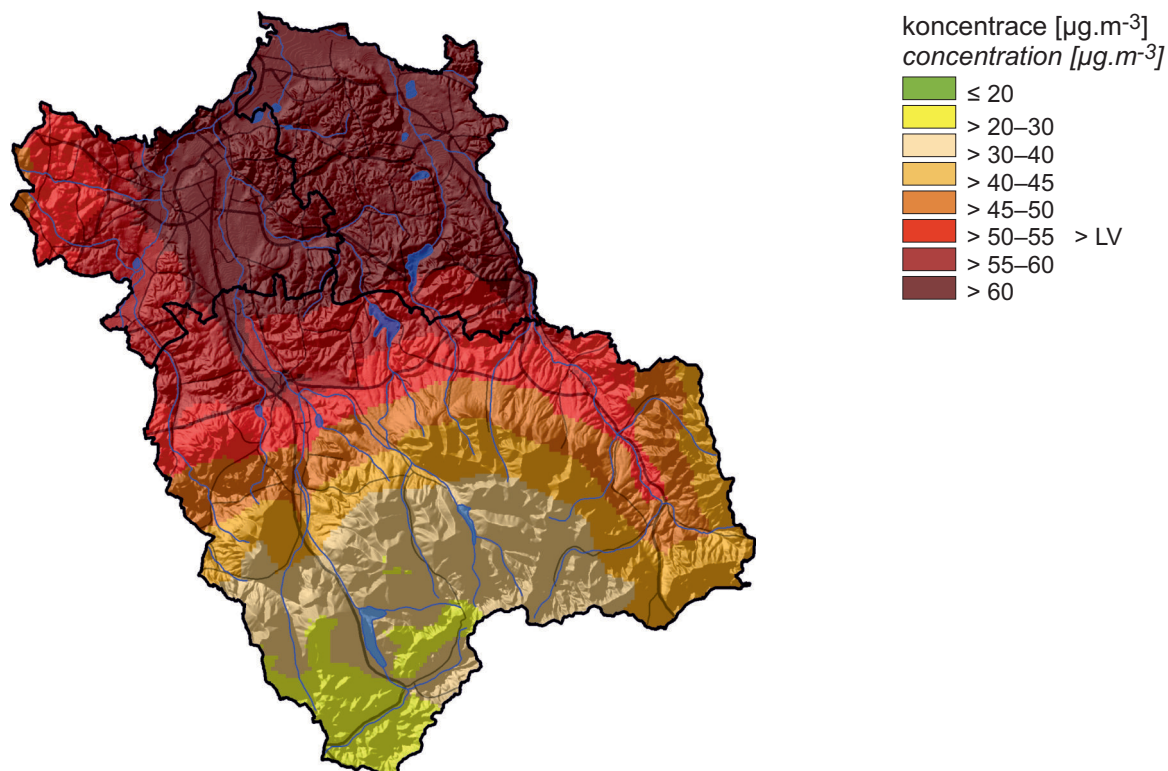 koncentrace [µg.m-3]
concentration [µg.m-3]
≤ 20
> 20–30
> 30–40
> 40–45
> 45–50
> 50–55 > LV
> 55–60
> 60